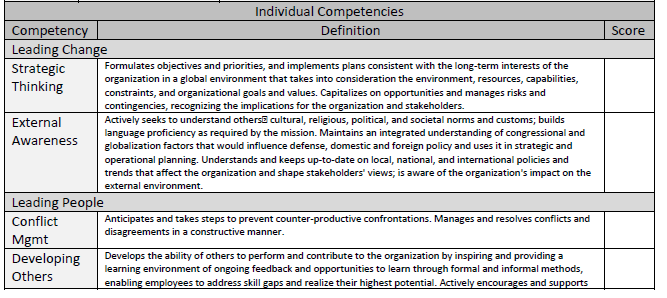 Individual Competencies
Competency Definition Score
Leading Change
Strategic Thinking
Formulates objectives and priorities, and implements plans consistent with the long-term interests of the
organization in a global environment that takes into consideration the environment, resources, capabilities,
constraints, and organizational goals and values. Capitalizes on opportunities and manages risks and
contingencies, recognizing the implications for the organization and stakeholders.
External Awareness
Actively seeks to understand others⍰ cultural, religious, political, and societal norms and customs; builds
language proficiency as required by the mission. Maintains an integrated understanding of congressional and
globalization factors that would influence defense, domestic and foreign policy and uses it in strategic and
operational planning. Understands and keeps up-to-date on local, national, and international policies and
trends that affect the organization and shape stakeholders' views; is aware of the organization's impact on the
external environment.
Leading People
Conflict Mgmt
Anticipates and takes steps to prevent counter-productive confrontations. Manages and resolves conflicts and
disagreements in a constructive manner.
Developing Others
Develops the ability of others to perform and contribute to the organization by inspiring and providing a
learning environment of ongoing feedback and opportunities to learn through formal and informal methods,
enabling employees to address skill gaps and realize their highest potential. Actively encourages and supports